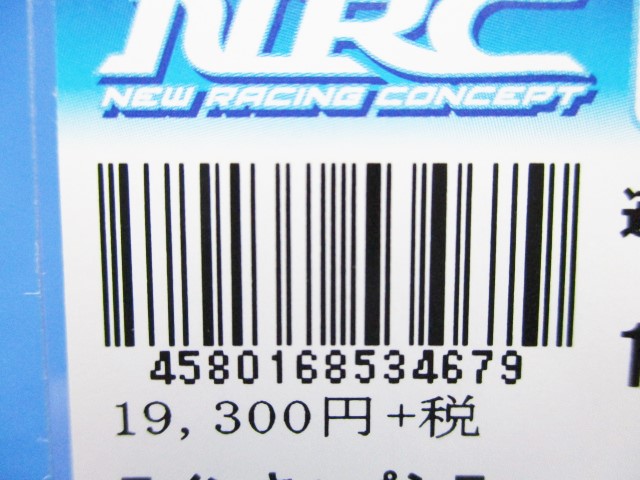 NRC
NEW RACING CONCEPT
4580168534679
19,300円+税